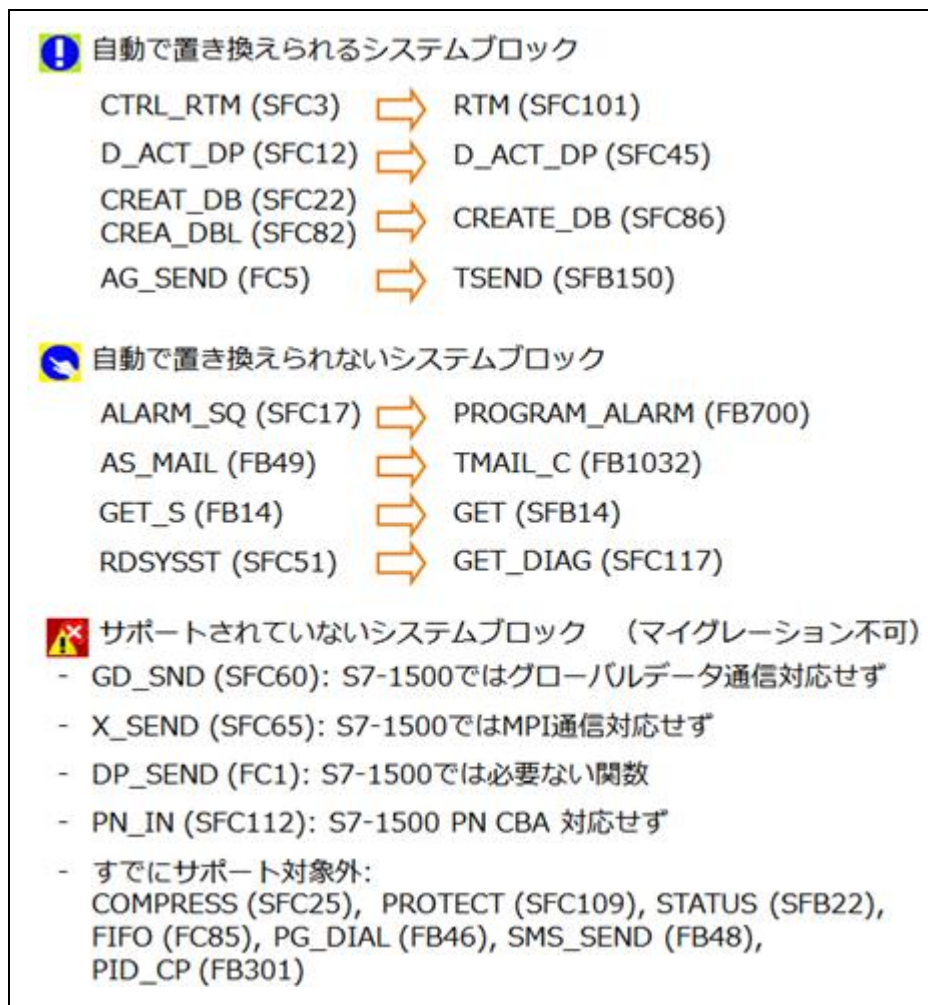 自動で置き換えられるシステムブロック
CTRL_RTM (SFC3) RTM (SFC101)
D_ACT_DP (SFC12) D_ACT_DP (SFC45)
CREAT_DB (SFC22)
CREA_DBL (SFC82) CREATE_DB (SFC86)
AG_SEND (FC5) TSEND (SFB150)
自動で置き換えられないシステムブロック
ALARM_SQ (SFC17) PROGRAM_ALARM (FB700)
AS_MAIL (FB49) TMAIL_C (FB1032)
GET_S (FB14) GET (SFB14)
RDSYSST (SFC51) GET_DIAG (SFC117)
サポートされていないシステムブロック （マイグレーション不可）
- GD_SND (SFC60): S7-1500ではグローバルデータ通信対応せず
- X_SEND (SFC65): S7-1500ではMPI通信対応せず
- DP_SEND (FC1): S7-1500では必要ない関数
- PN_IN (SFC112): S7-1500 PN CBA 対応せず
- すでにサポート対象外:
COMPRESS (SFC25), PROTECT (SFC109), STATUS (SFB22),
FIFO (FC85), PG_DIAL (FB46), SMS_SEND (FB48),
PID_CP (FB301)